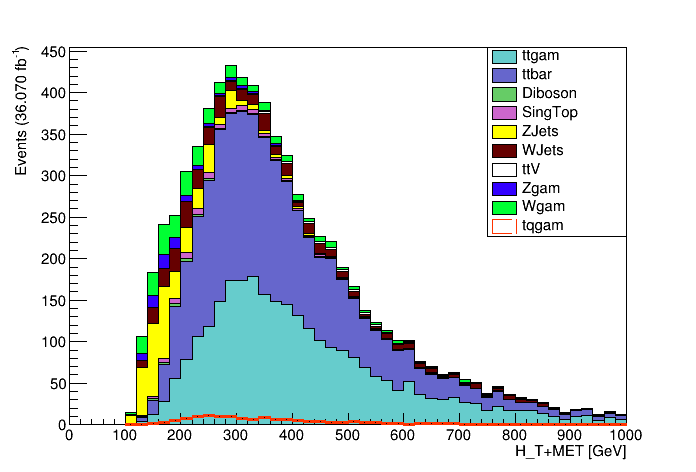 Events (36.070 fb⁻¹)
450
400
350
300
250
200
150
100
50
0
ttgam
ttbar
Diboson
SingTop
ZJets
WJets
ttV
Zgam
Wgam
tqgam
0 100 200 300 400 500 600 700 800 900 1000
H_T+MET [GeV]